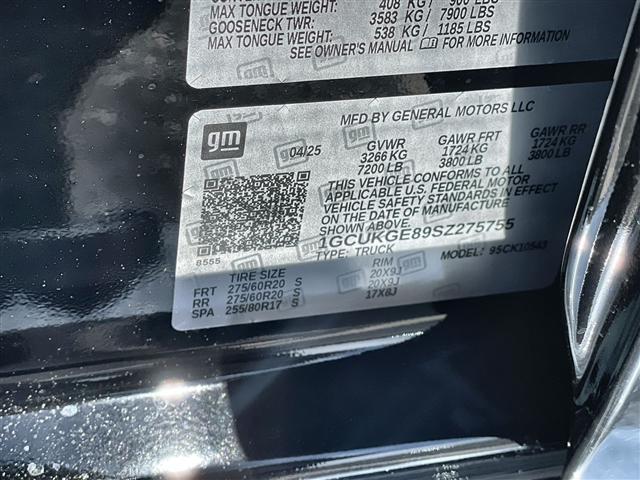 MAX TONGUE WEIGHT: 408 KG / 900 LBS
GOOSENECK TWR: 3583 KG / 7900 LBS
MAX TONGUE WEIGHT: 538 KG / 1185 LBS
SEE OWNER'S MANUAL FOR MORE INFORMATION
gm
MFD BY GENERAL MOTORS LLC
04/25
GVWR GAWR FRT GAWR RR
3266 KG 1724 KG 1724 KG
7200 LB 3800 LB 3800 LB
THIS VEHICLE CONFORMS TO ALL
APPLICABLE U.S. FEDERAL MOTOR
VEHICLE SAFETY STANDARDS IN EFFECT
ON THE DATE OF MANUFACTURE
SHOWN ABOVE.
1GCUKGE89SZ275755
TYPE: TRUCK MODEL: 95CK10543
8555
TIRE SIZE RIM
FRT 275/60R20 S 20X9J
RR 275/60R20 S 20X9J
SPA 255/80R17 S 17X8J